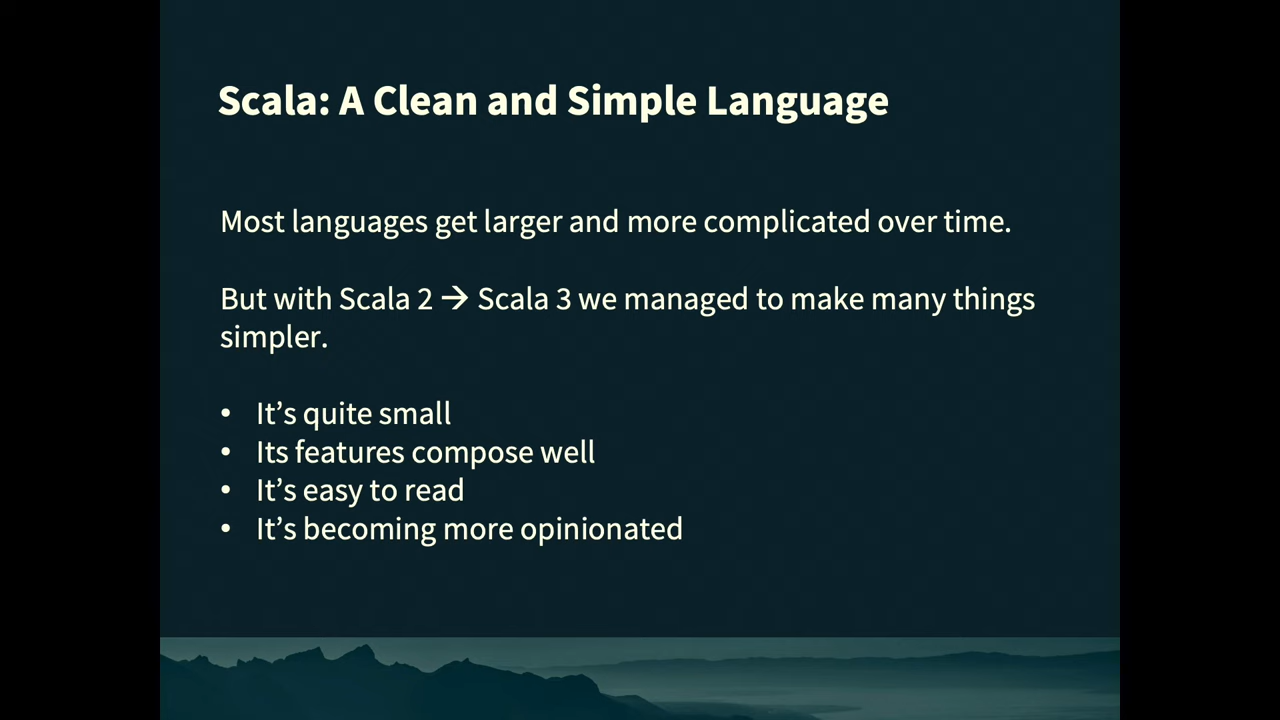 Scala: A Clean and Simple Language
Most languages get larger and more complicated over time.
But with Scala 2 → Scala 3 we managed to make many things
simpler.
• It’s quite small
• Its features compose well
• It’s easy to read
• It’s becoming more opinionated